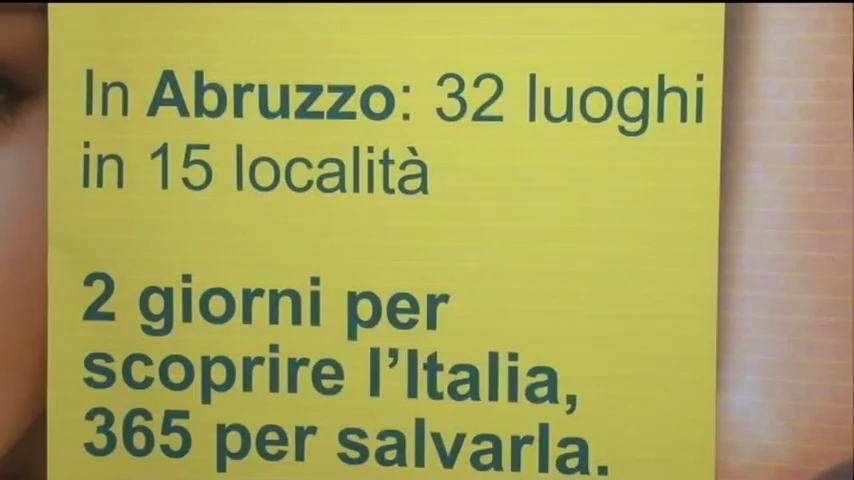 In Abruzzo: 32 luoghi
in 15 località
2 giorni per
scoprire l’Italia,
365 per salvarla.